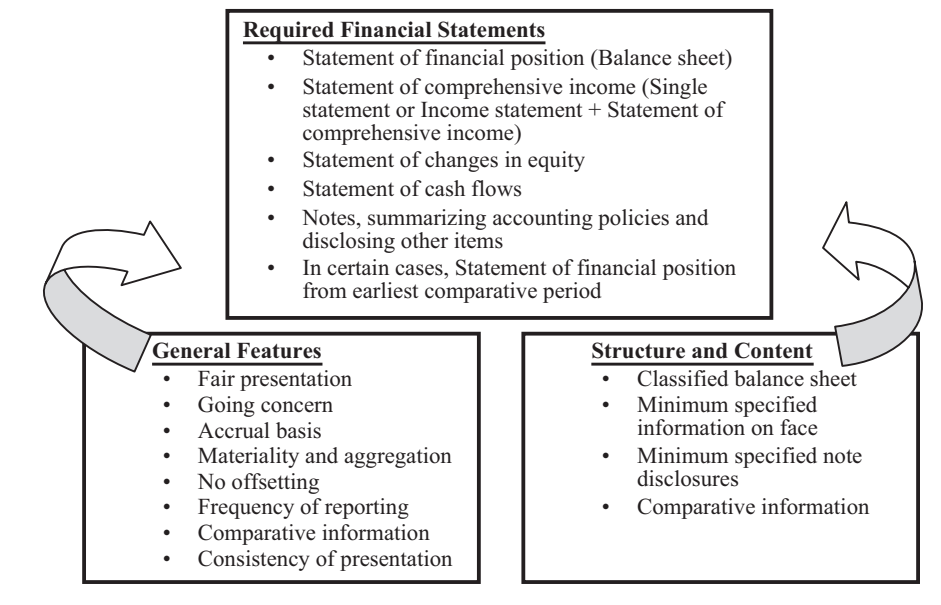 Required Financial Statements
• Statement of financial position (Balance sheet)
• Statement of comprehensive income (Single
statement or Income statement + Statement of
comprehensive income)
• Statement of changes in equity
• Statement of cash flows
• Notes, summarizing accounting policies and
disclosing other items
• In certain cases, Statement of financial position
from earliest comparative period
General Features
• Fair presentation
• Going concern
• Accrual basis
• Materiality and aggregation
• No offsetting
• Frequency of reporting
• Comparative information
• Consistency of presentation
Structure and Content
• Classified balance sheet
• Minimum specified
information on face
• Minimum specified note
disclosures
• Comparative information